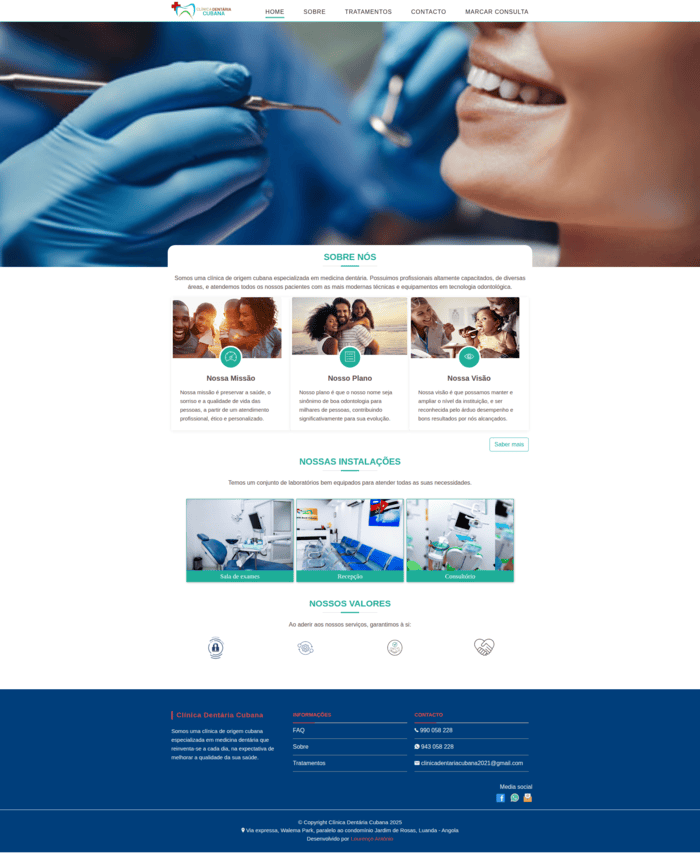 CLÍNICA DENTÁRIA
CUBANA
HOME SOBRE TRATAMENTOS CONTACTO MARCAR CONSULTA
SOBRE NÓS
Somos uma clínica de origem cubana especializada em medicina dentária. Possuimos profissionais altamente capacitados, de diversas
áreas, e atendemos todos os nossos pacientes com as mais modernas técnicas e equipamentos em tecnologia odontológica.
Nossa Missão
Nossa missão é preservar a saúde, o
sorriso e a qualidade de vida das
pessoas, a partir de um atendimento
profissional, ético e personalizado.
Nosso Plano
Nosso plano é que o nosso nome seja
sinônimo de boa odontologia para
milhares de pessoas, contribuindo
significativamente para sua evolução.
Nossa Visão
Nossa visão é que possamos manter e
ampliar o nível da instituição, e ser
reconhecida pelo árduo desempenho e
bons resultados por nós alcançados.
Saber mais
NOSSAS INSTALAÇÕES
Temos um conjunto de laboratórios bem equipados para atender todas as suas necessidades.
Sala de exames
Recepção
Consultório
NOSSOS VALORES
Ao aderir aos nossos serviços, garantimos à si:
Clínica Dentária Cubana
Somos uma clínica de origem cubana
especializada em medicina dentária que
reinventa-se a cada dia, na expectativa de
melhorar a qualidade da sua saúde.
INFORMAÇÕES
FAQ
Sobre
Tratamentos
CONTACTO
990 058 228
943 058 228
clinicadentariacubana2021@gmail.com
Media social
© Copyright Clínica Dentária Cubana 2025
Via expressa, Walema Park, paralelo ao condomínio Jardim de Rosas, Luanda - Angola
Desenvolvido por